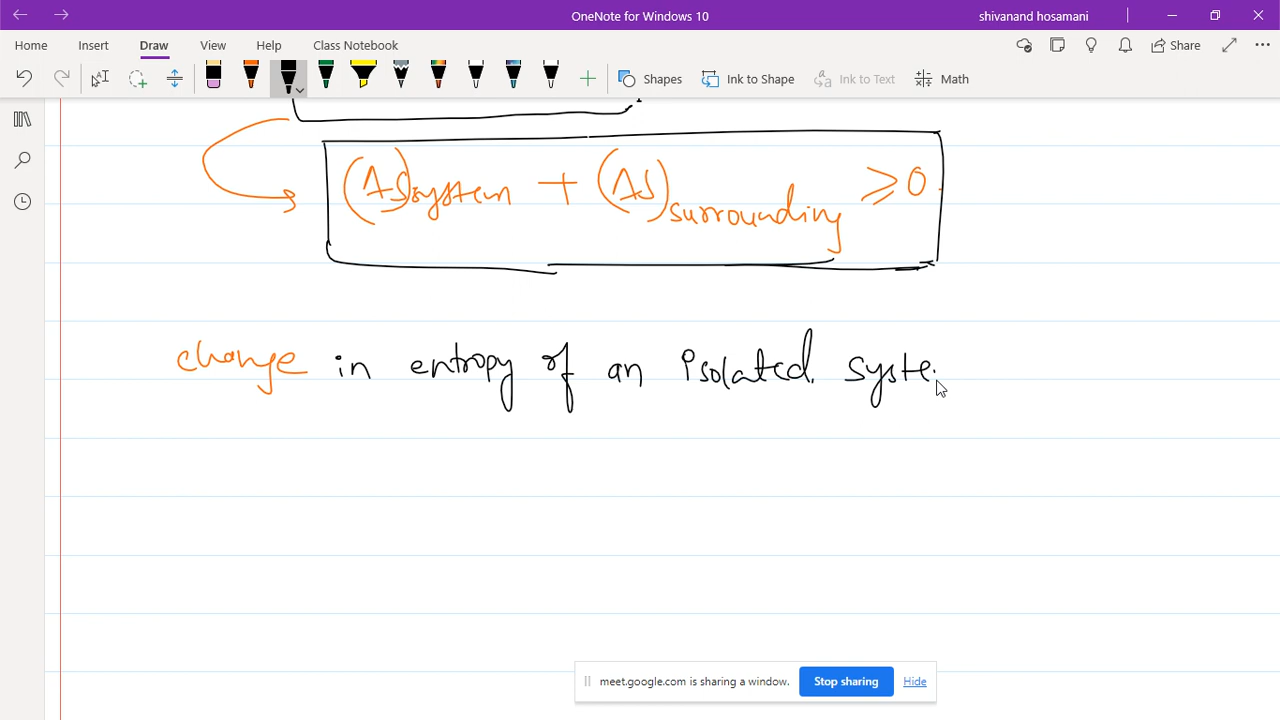 OneNote for Windows 10
shivanand hosamani
Home Insert Draw View Help Class Notebook
Share
Shapes Ink to Shape Ink to Text Math
(ΔS)system + (ΔS)surrounding ⩾0
change in entropy of an isolated. syste
meet.google.com is sharing a window. Stop sharing Hide